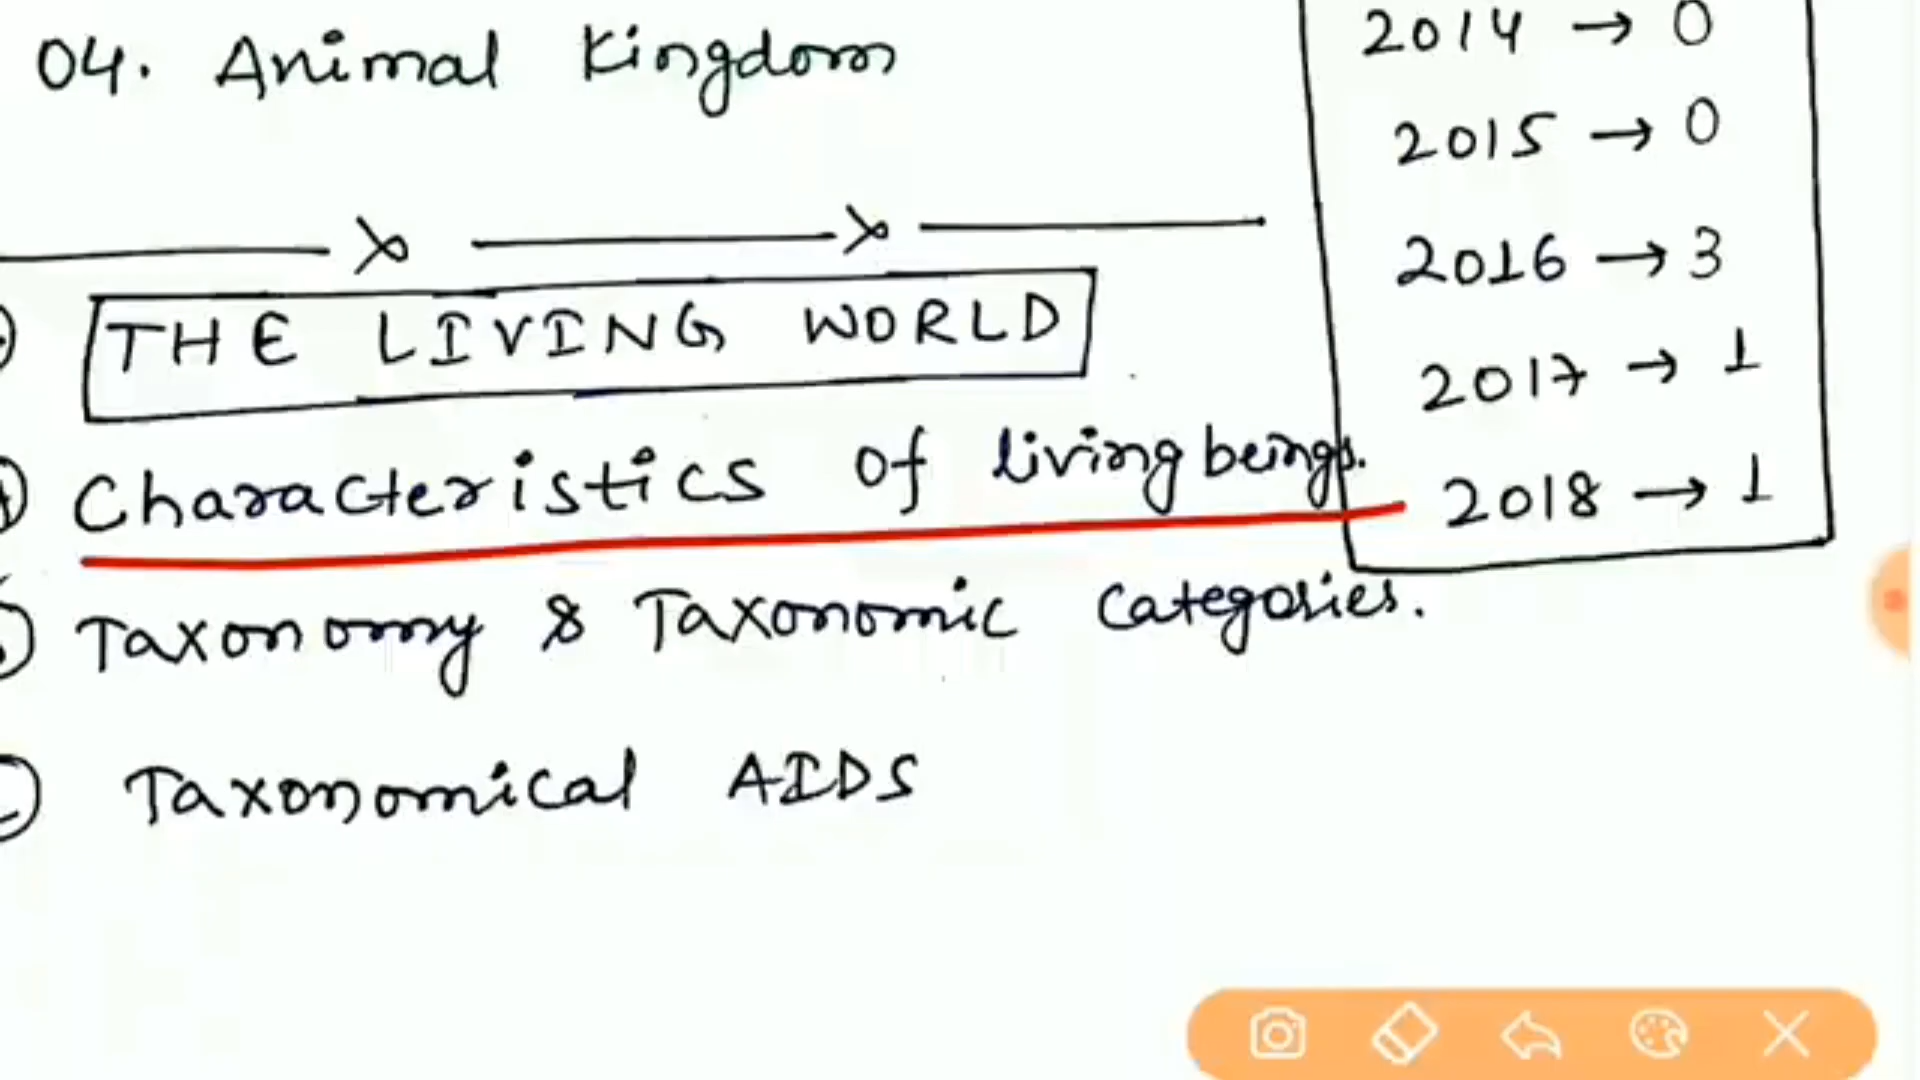 04. Animal Kingdom
2014 → 0
2015 → 0
2016 → 3
2017 → 1
2018 → 1
THE LIVING WORLD
Characteristics of living beings.
Taxonomy & Taxonomic Categories.
Taxonomical AIDS